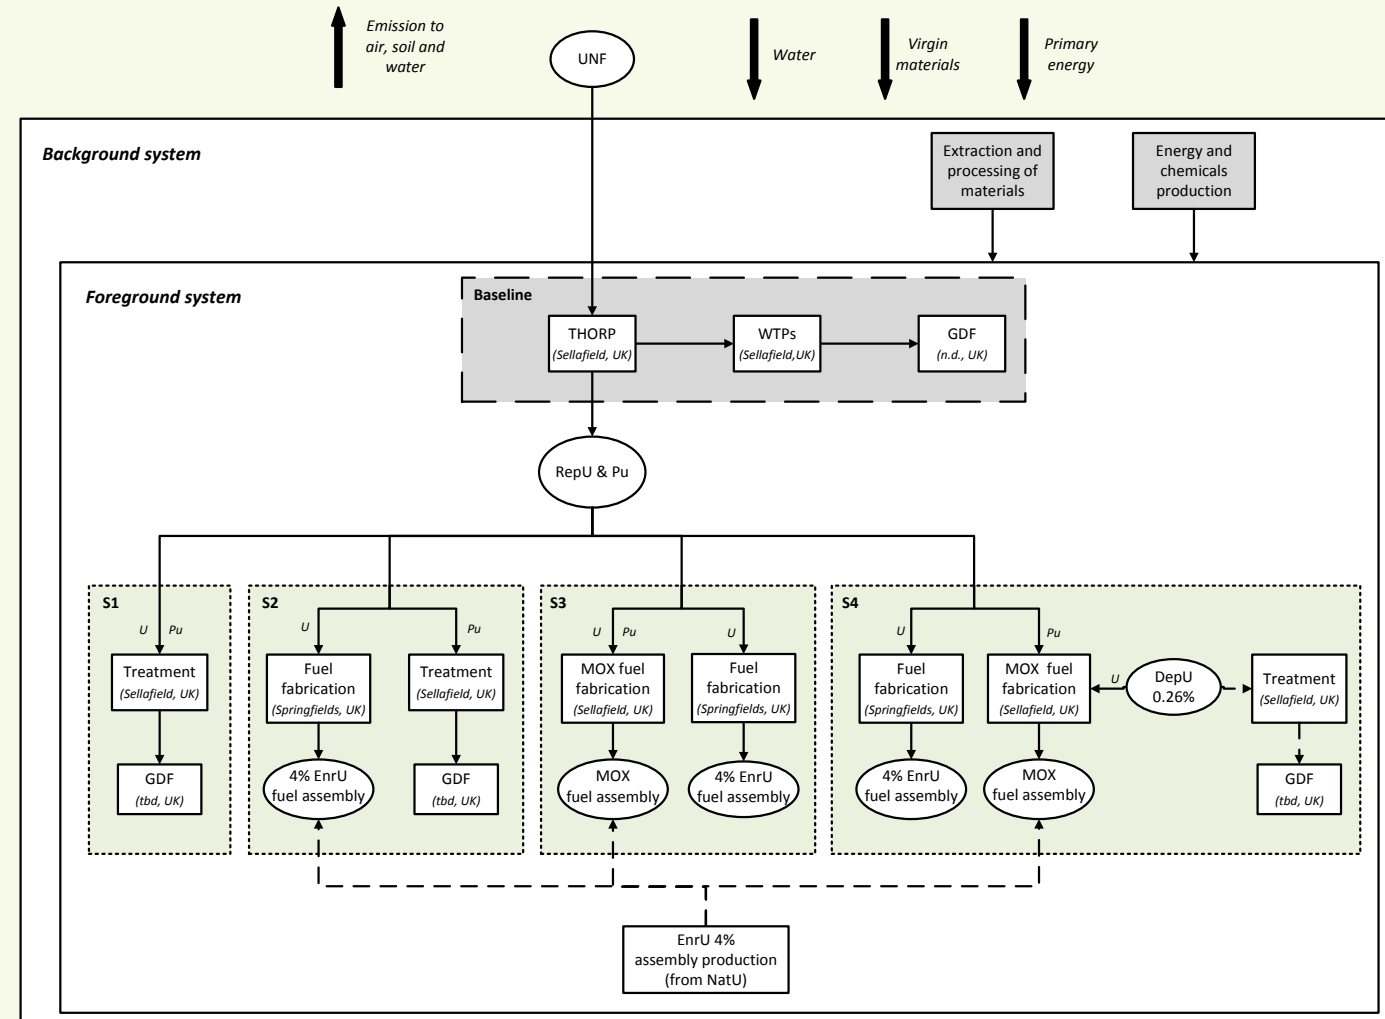 Emission to
air, soil and
water
UNF
Water
Virgin
materials
Primary
energy
Background system
Extraction and
processing of
materials
Energy and
chemicals
production
Foreground system
Baseline
THORP
(Sellafield, UK)
WTPs
(Sellafield,UK)
GDF
(n.d., UK)
RepU & Pu
S1
U Pu
Treatment
(Sellafield, UK)
GDF
(tbd, UK)
S2
U
Pu
Fuel
fabrication
(Springfields, UK)
Treatment
(Sellafield, UK)
4% EnrU
fuel assembly
GDF
(tbd, UK)
S3
U Pu
U
MOX fuel
fabrication
(Sellafield, UK)
Fuel
fabrication
(Springfields, UK)
MOX
fuel assembly
4% EnrU
fuel assembly
S4
U
Pu
Fuel
fabrication
(Springfields, UK)
MOX fuel
fabrication
(Sellafield, UK)
U
DepU
0.26%
Treatment
(Sellafield, UK)
4% EnrU
fuel assembly
MOX
fuel assembly
GDF
(tbd, UK)
EnrU 4%
assembly production
(from NatU)